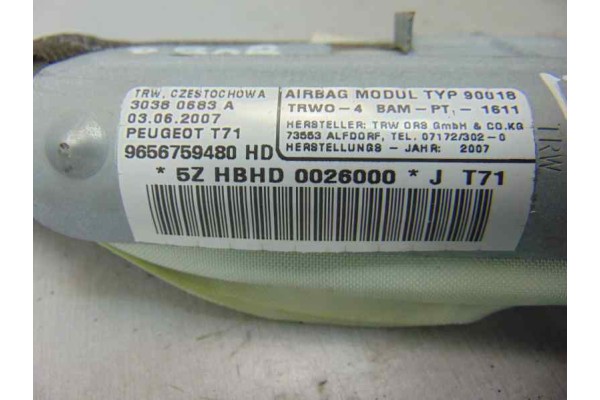 TRW, CZESTOCHOWA
3038 0683 A
03.06.2007
PEUGEOT T71
9656759480 HD
AIRBAG MODUL TYP 90018
TRWO-4 BAM-PT, -1611
HERSTELLER: TRW ORS GmbH & CO.KG
73553 ALFDORF, TEL. 07172/302-0
HERSTELLUNGS - JAHR: 2007
* 5Z HBHD 0026000 * J T71
TRW